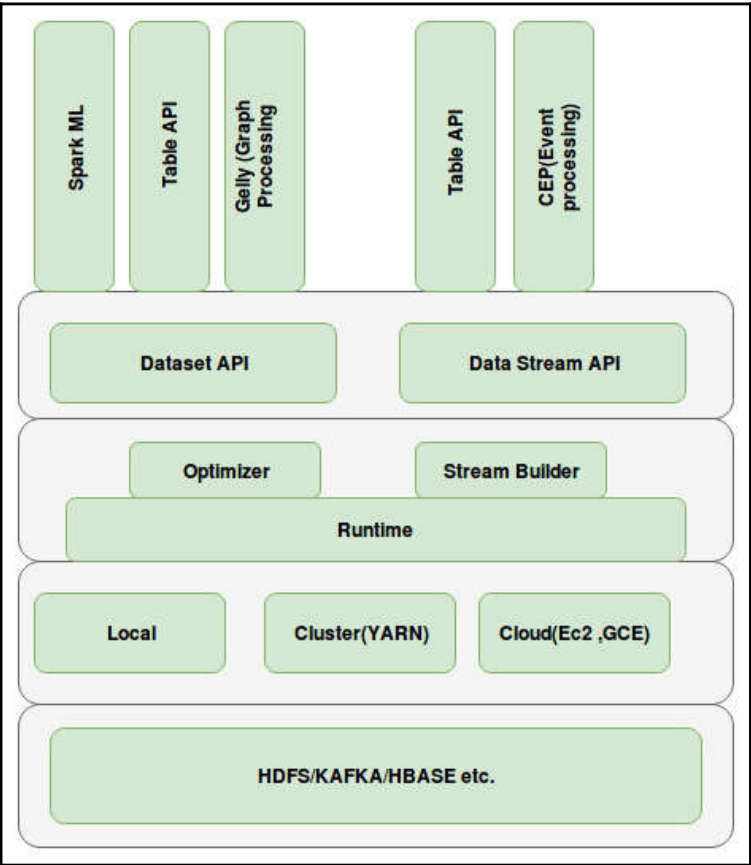 Spark ML
Table API
Gelly (Graph
Processing
Table API
CEP(Event
processing)
Dataset API
Data Stream API
Optimizer
Stream Builder
Runtime
Local
Cluster(YARN)
Cloud(Ec2 ,GCE)
HDFS/KAFKA/HBASE etc.